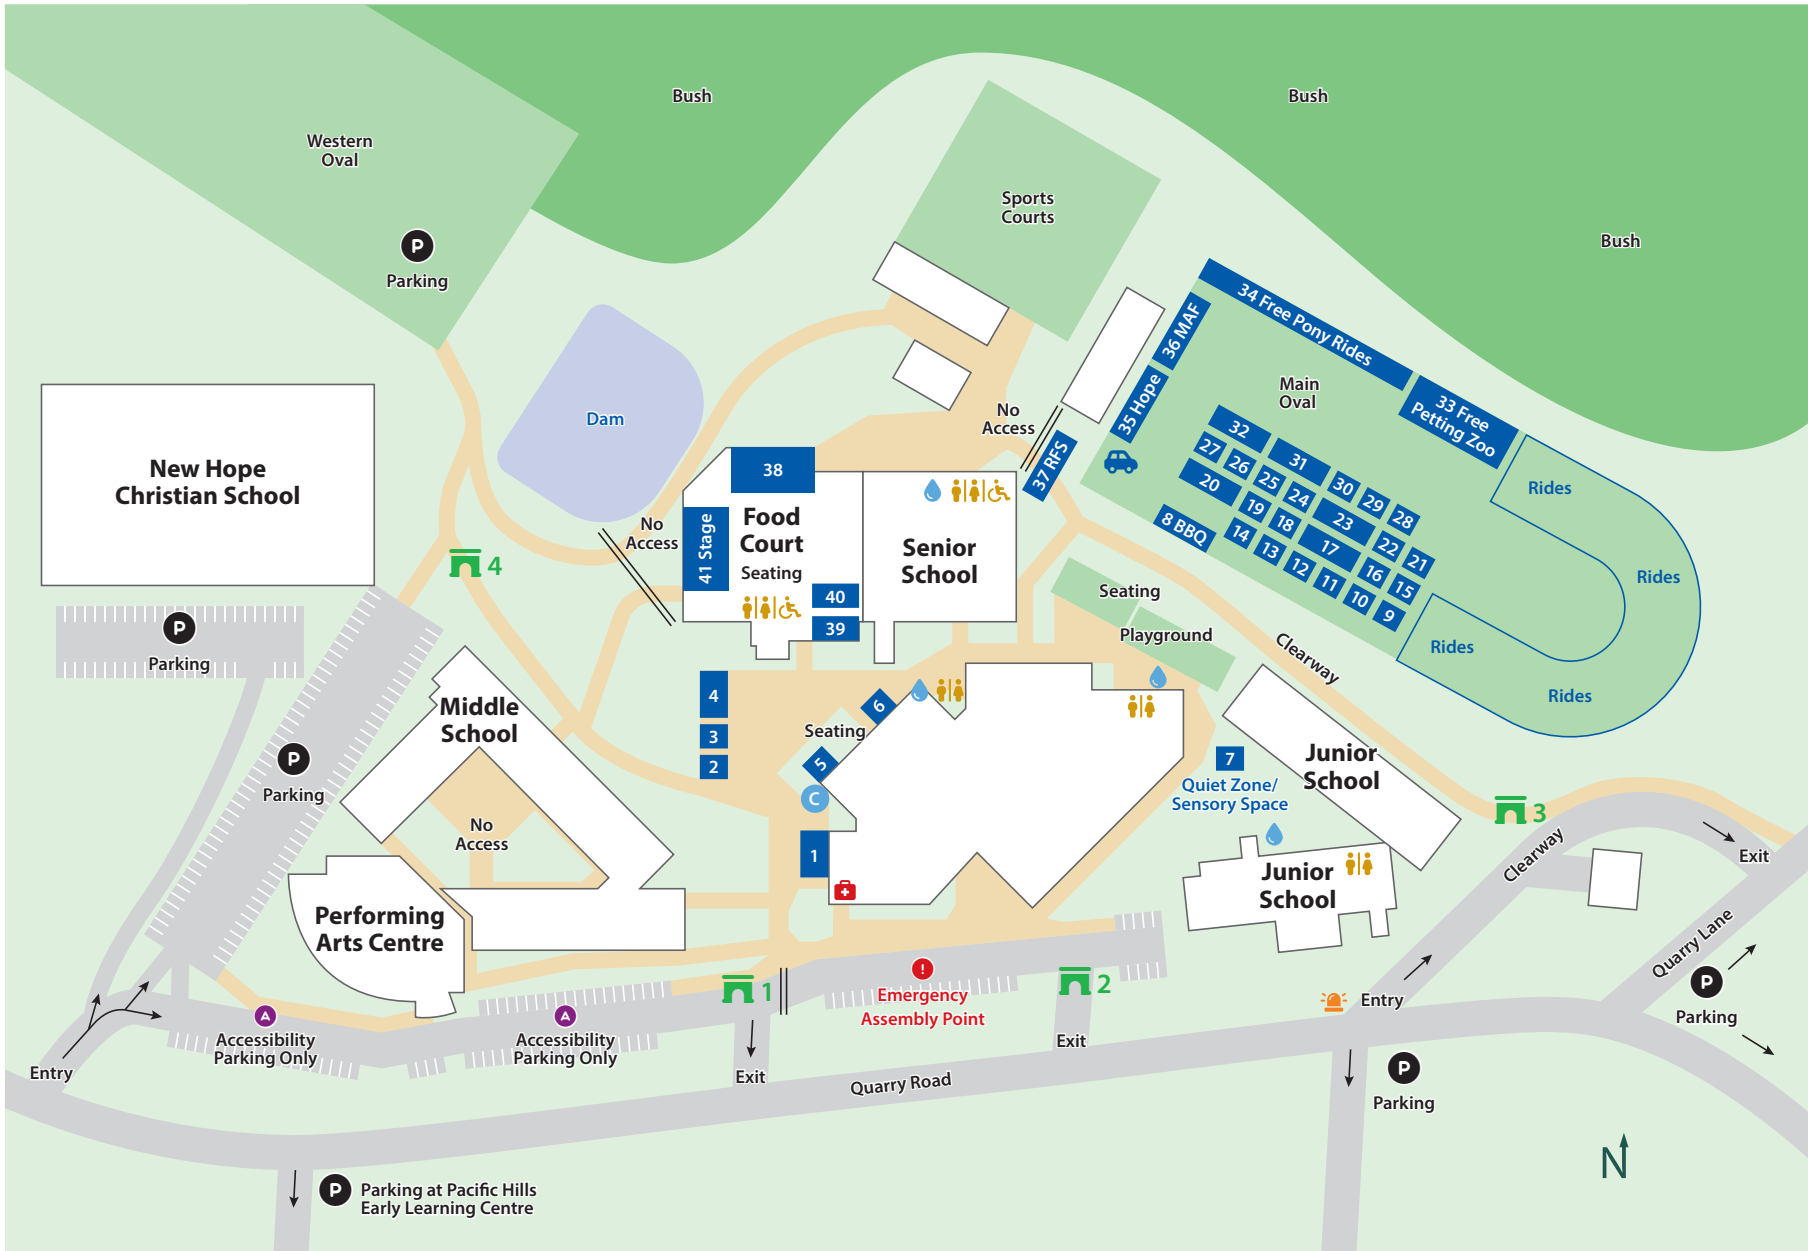 Bush
Bush
Bush
Western
Oval
P
Parking
Sports
Courts
34 Free Pony Rides
36 MAF
35 Hope
33 Free
Petting Zoo
Main
Oval
No
Access
37 RFS
Dam
32
31
30
29
28
27
26
25
24
23
22
21
20
19
18
17
16
15
14
13
12
11
10
9
8 BBQ
Rides
Rides
Rides
Rides
New Hope
Christian School
38
Food
Court
Seating
41 Stage
40
39
Senior
School
No
Access
4
Seating
Playground
Clearway
P
Parking
P
Parking
Middle
School
No
Access
4
3
2
Seating
6
5
C
1
7
Quiet Zone/
Sensory Space
Junior
School
Junior
School
3
Clearway
Exit
Performing
Arts Centre
Quarry Lane
P
Parking
A
Accessibility
Parking Only
A
Accessibility
Parking Only
1
!
Emergency
Assembly Point
2
Entry
Entry
Exit
Exit
Quarry Road
P
Parking
P
Parking at Pacific Hills
Early Learning Centre
N